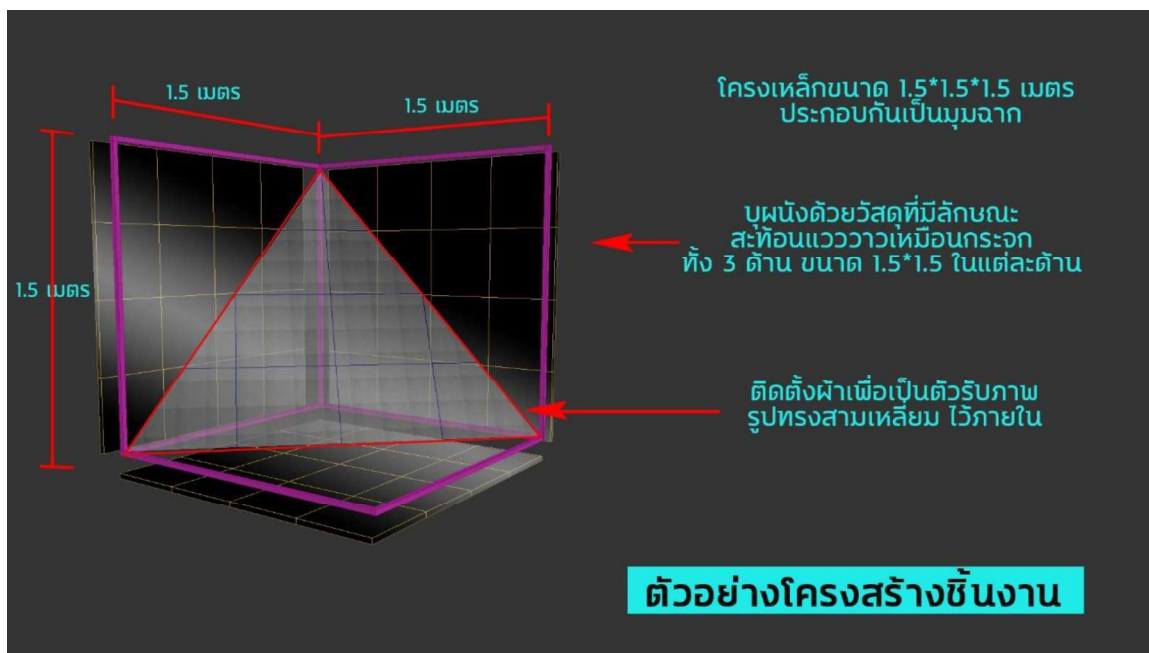 1.5 เมตร
1.5 เมตร
1.5 เมตร
โครงเหล็กขนาด 1.5*1.5*1.5 เมตร
ประกอบกันเป็นมุมฉาก
บุผนังด้วยวัสดุที่มีลักษณะ
สะท้อนแวววาวเหมือนกระจก
ทั้ง 3 ด้าน ขนาด 1.5*1.5 ในแต่ละด้าน
ติดตั้งผ้าเพื่อเป็นตัวรับภาพ
รูปทรงสามเหลี่ยม ไว้ภายใน
ตัวอย่างโครงสร้างชิ้นงาน